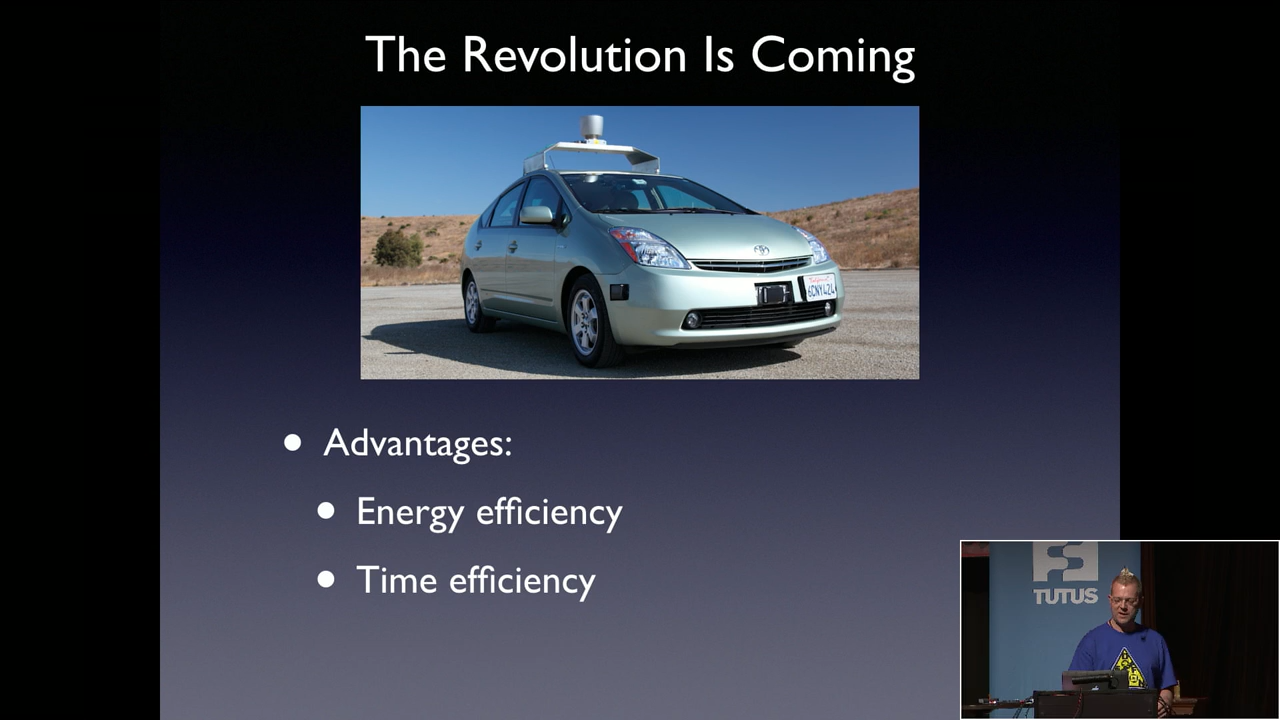 The Revolution Is Coming
• Advantages:
• Energy efficiency
• Time efficiency
TUTUS